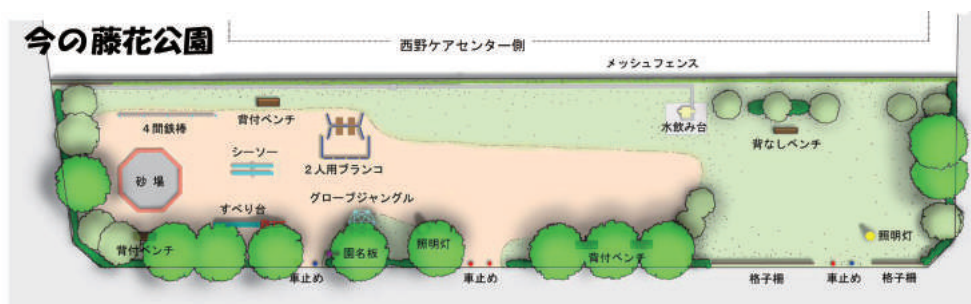 今の藤花公園
西野ケアセンター側
メッシュフェンス
4間鉄棒
背付ベンチ
水飲み台
背なしベンチ
シーソー
2人用ブランコ
砂場
グローブジャングル
すべり台
背付ベンチ
園名板
照明灯
背付ベンチ
照明灯
車止め
車止め
格子柵
車止め
格子柵